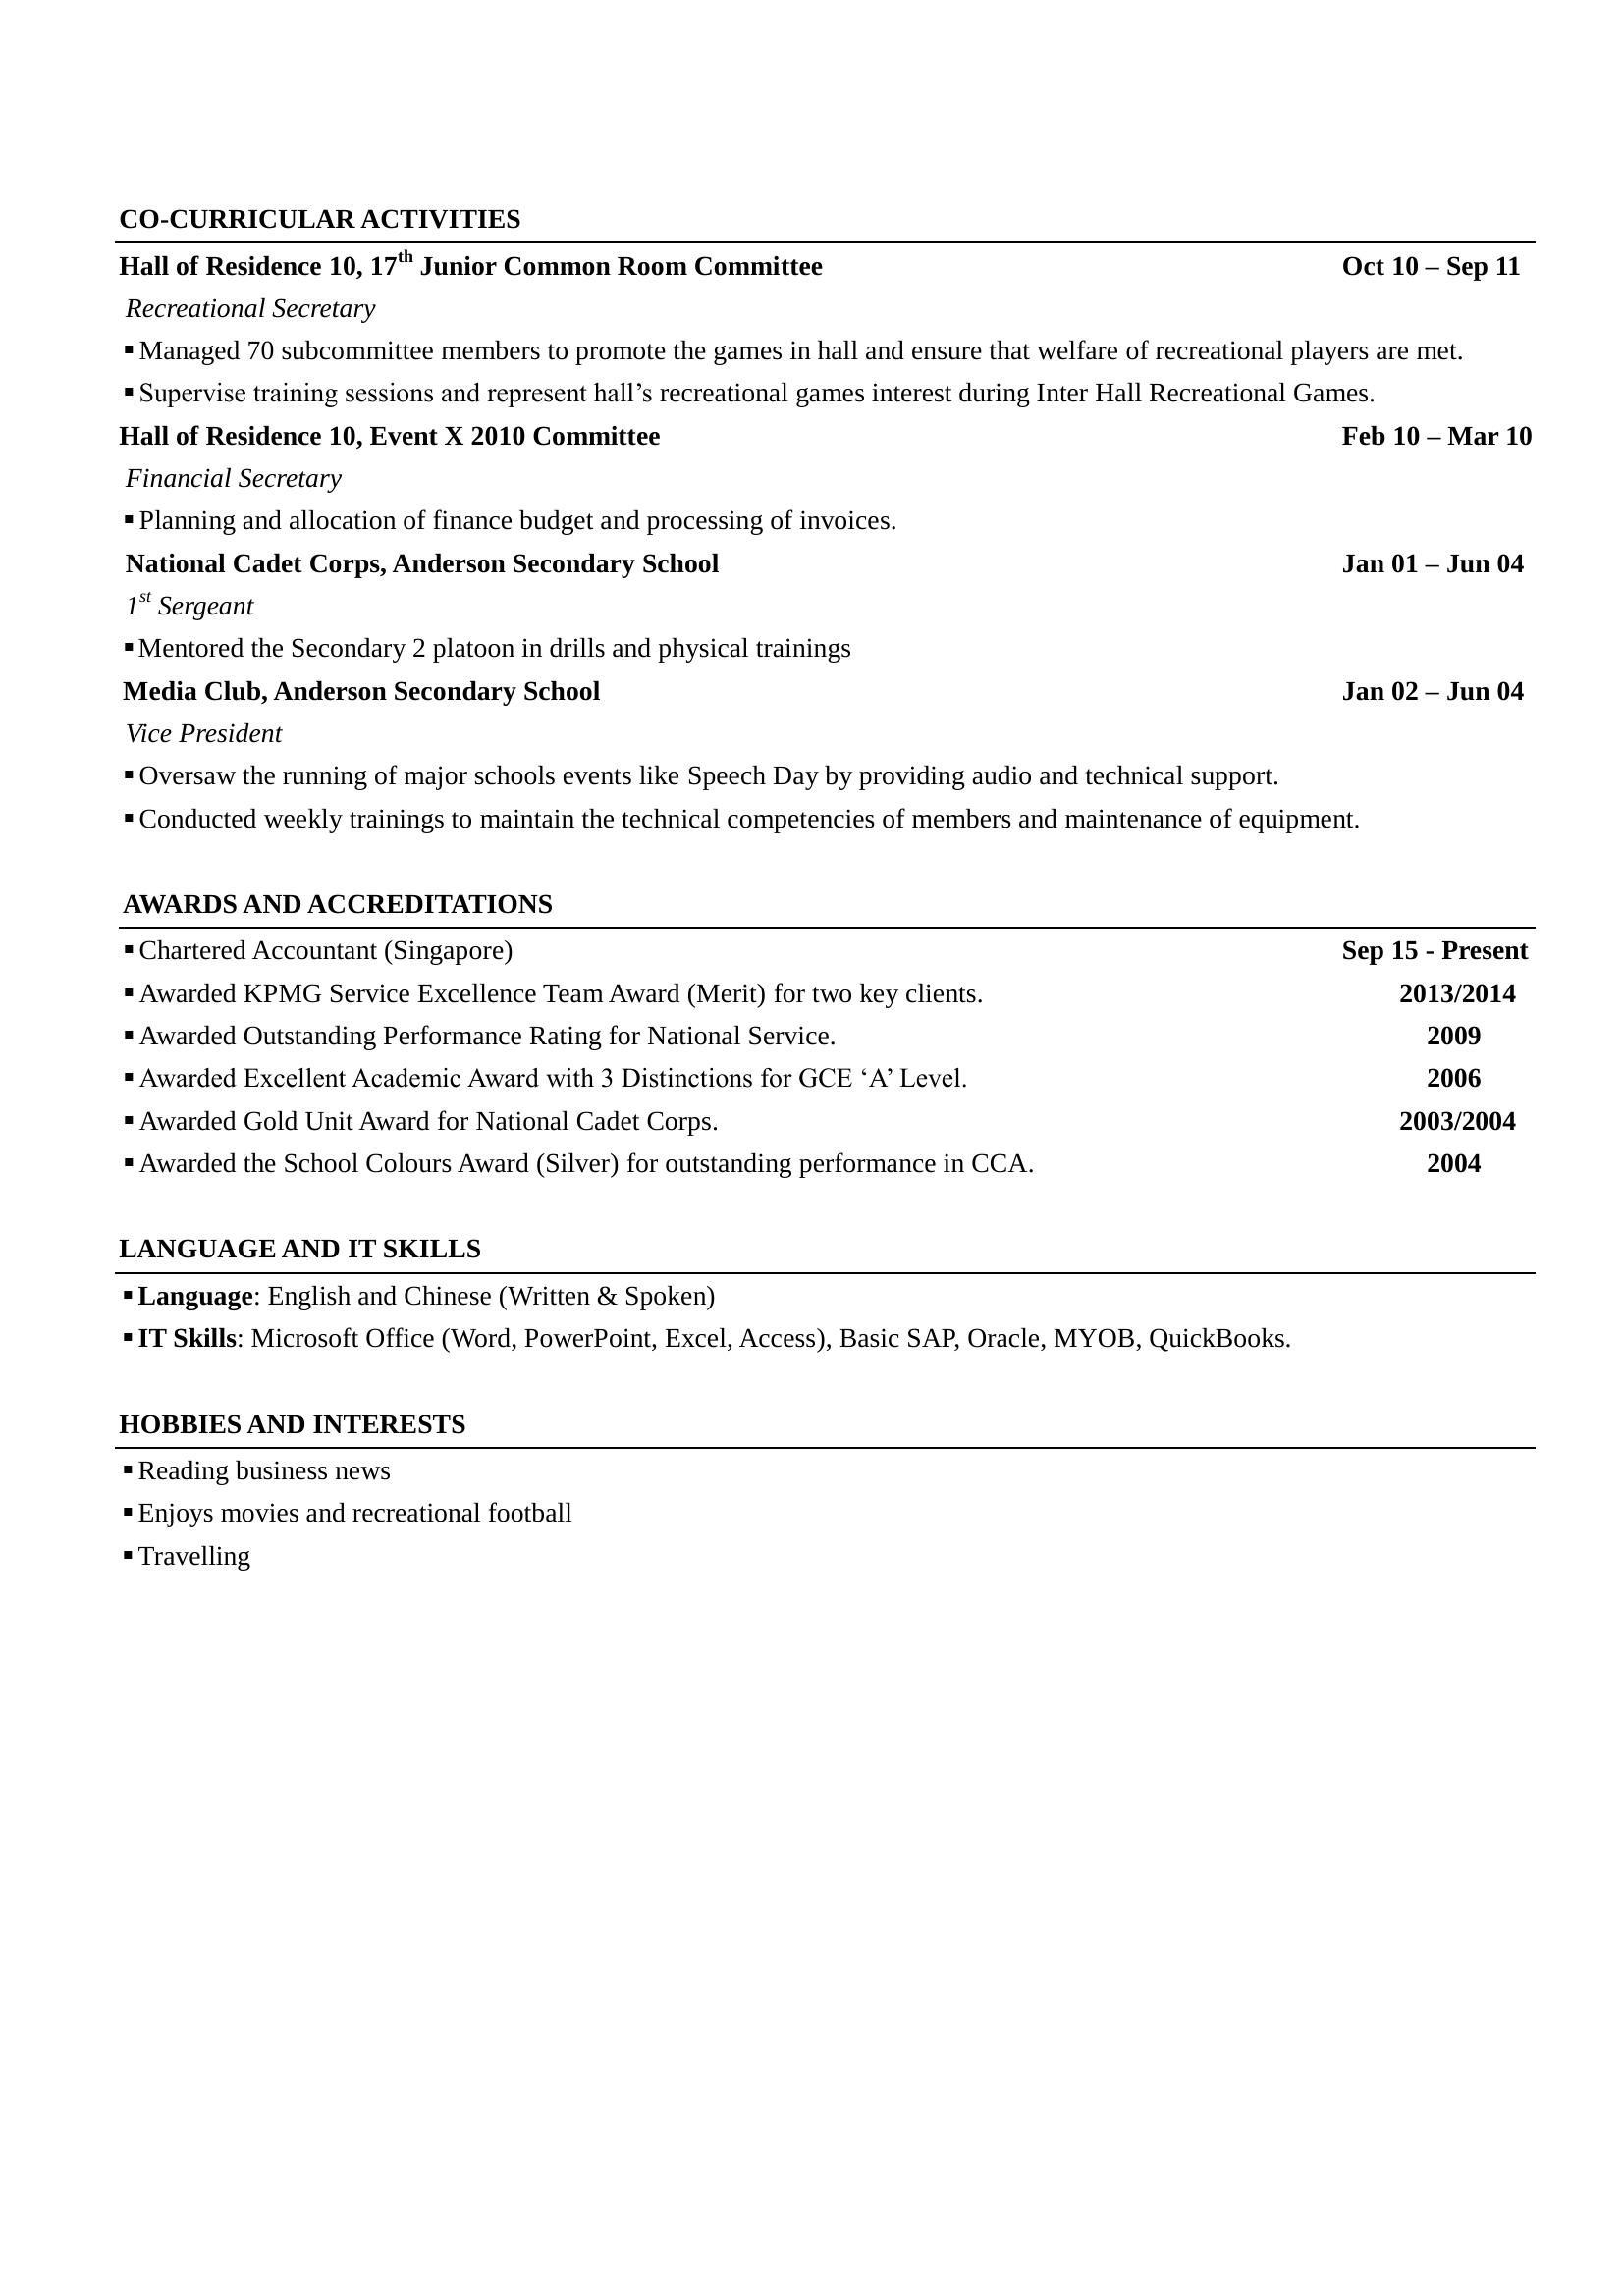 CO-CURRICULAR ACTIVITIES
Hall of Residence 10, 17th Junior Common Room Committee Oct 10 – Sep 11
Recreational Secretary
▪ Managed 70 subcommittee members to promote the games in hall and ensure that welfare of recreational players are met.
▪ Supervise training sessions and represent hall’s recreational games interest during Inter Hall Recreational Games.
Hall of Residence 10, Event X 2010 Committee Feb 10 – Mar 10
Financial Secretary
▪ Planning and allocation of finance budget and processing of invoices.
National Cadet Corps, Anderson Secondary School Jan 01 – Jun 04
1st Sergeant
▪ Mentored the Secondary 2 platoon in drills and physical trainings
Media Club, Anderson Secondary School Jan 02 – Jun 04
Vice President
▪ Oversaw the running of major schools events like Speech Day by providing audio and technical support.
▪ Conducted weekly trainings to maintain the technical competencies of members and maintenance of equipment.
AWARDS AND ACCREDITATIONS
▪ Chartered Accountant (Singapore) Sep 15 - Present
▪ Awarded KPMG Service Excellence Team Award (Merit) for two key clients. 2013/2014
▪ Awarded Outstanding Performance Rating for National Service. 2009
▪ Awarded Excellent Academic Award with 3 Distinctions for GCE ‘A’ Level. 2006
▪ Awarded Gold Unit Award for National Cadet Corps. 2003/2004
▪ Awarded the School Colours Award (Silver) for outstanding performance in CCA. 2004
LANGUAGE AND IT SKILLS
▪ Language: English and Chinese (Written & Spoken)
▪ IT Skills: Microsoft Office (Word, PowerPoint, Excel, Access), Basic SAP, Oracle, MYOB, QuickBooks.
HOBBIES AND INTERESTS
▪ Reading business news
▪ Enjoys movies and recreational football
▪ Travelling